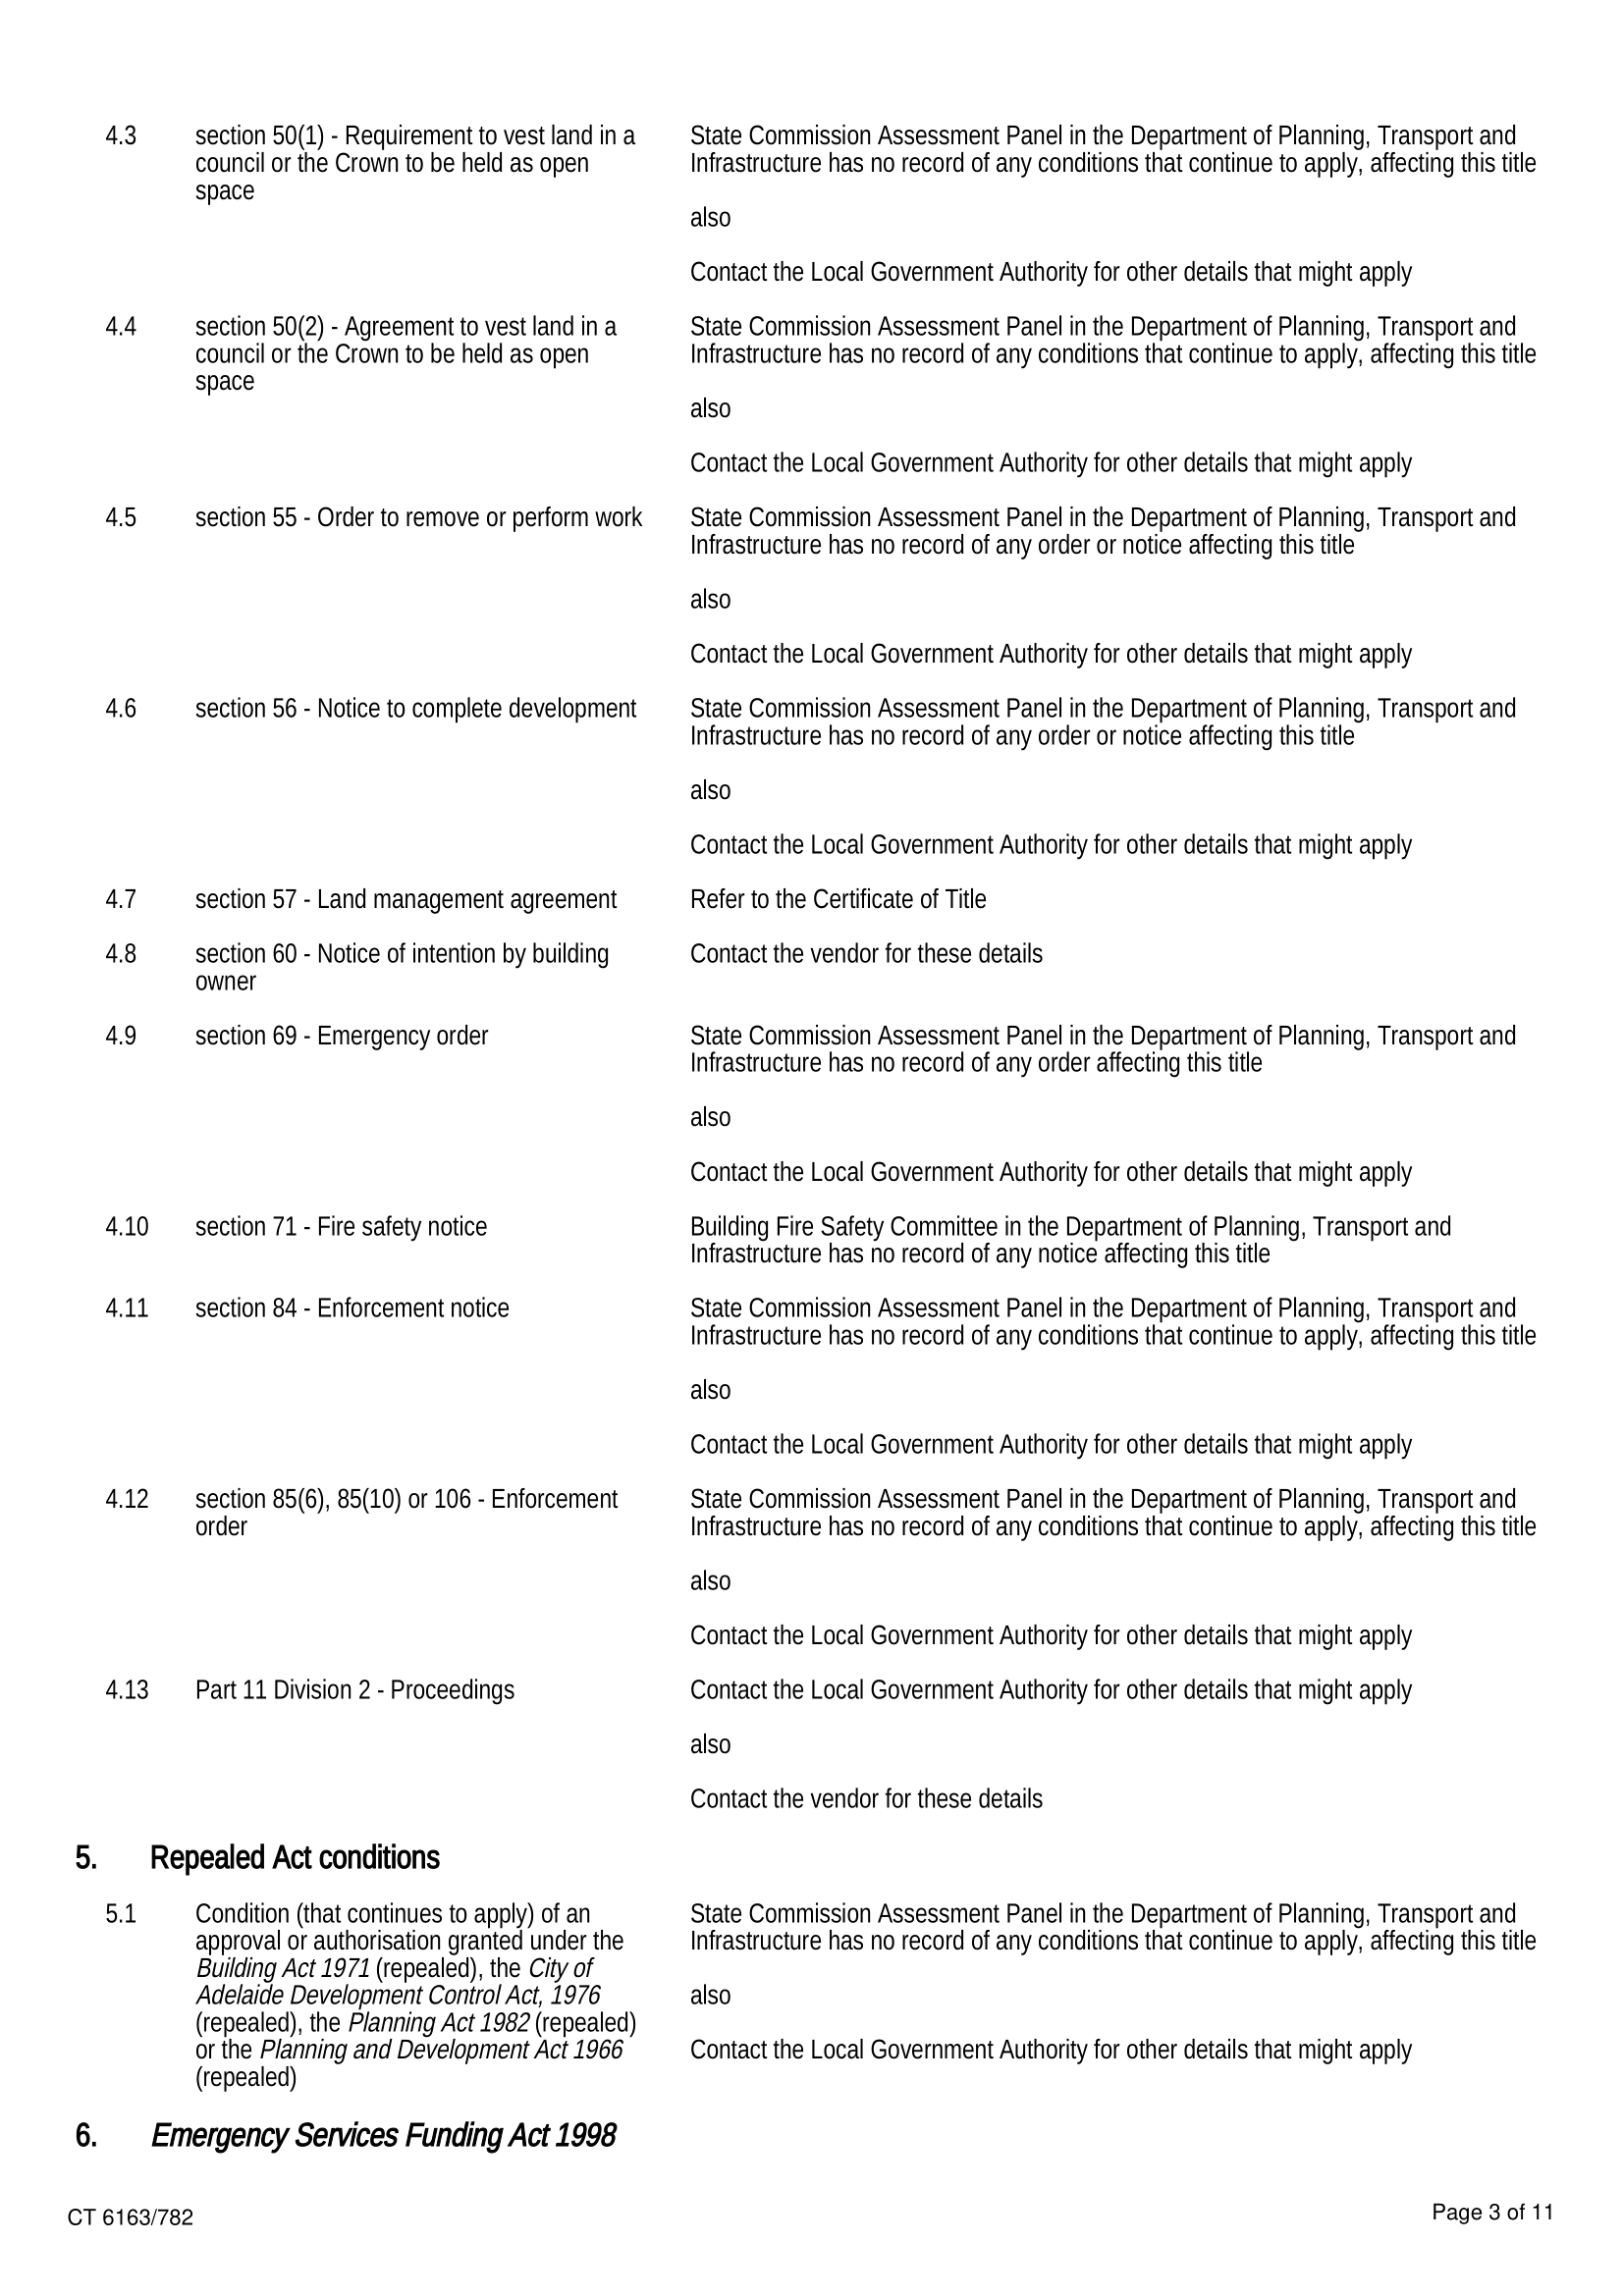 4.3 section 50(1) - Requirement to vest land in a State Commission Assessment Panel in the Department of Planning, Transport and
council or the Crown to be held as open Infrastructure has no record of any conditions that continue to apply, affecting this title
space
also
Contact the Local Government Authority for other details that might apply
4.4 section 50(2) - Agreement to vest land in a State Commission Assessment Panel in the Department of Planning, Transport and
council or the Crown to be held as open Infrastructure has no record of any conditions that continue to apply, affecting this title
space
also
Contact the Local Government Authority for other details that might apply
4.5 section 55 - Order to remove or perform work State Commission Assessment Panel in the Department of Planning, Transport and
Infrastructure has no record of any order or notice affecting this title
also
Contact the Local Government Authority for other details that might apply
4.6 section 56 - Notice to complete development State Commission Assessment Panel in the Department of Planning, Transport and
Infrastructure has no record of any order or notice affecting this title
also
Contact the Local Government Authority for other details that might apply
4.7 section 57 - Land management agreement Refer to the Certificate of Title
4.8 section 60 - Notice of intention by building Contact the vendor for these details
owner
4.9 section 69 - Emergency order State Commission Assessment Panel in the Department of Planning, Transport and
Infrastructure has no record of any order affecting this title
also
Contact the Local Government Authority for other details that might apply
4.10 section 71 - Fire safety notice Building Fire Safety Committee in the Department of Planning, Transport and
Infrastructure has no record of any notice affecting this title
4.11 section 84 - Enforcement notice State Commission Assessment Panel in the Department of Planning, Transport and
Infrastructure has no record of any conditions that continue to apply, affecting this title
also
Contact the Local Government Authority for other details that might apply
4.12 section 85(6), 85(10) or 106 - Enforcement State Commission Assessment Panel in the Department of Planning, Transport and
order Infrastructure has no record of any conditions that continue to apply, affecting this title
also
Contact the Local Government Authority for other details that might apply
4.13 Part 11 Division 2 - Proceedings Contact the Local Government Authority for other details that might apply
also
Contact the vendor for these details
5. Repealed Act conditions
5.1 Condition (that continues to apply) of an State Commission Assessment Panel in the Department of Planning, Transport and
approval or authorisation granted under the Infrastructure has no record of any conditions that continue to apply, affecting this title
Building Act 1971 (repealed), the City of
Adelaide Development Control Act, 1976 also
(repealed), the Planning Act 1982 (repealed)
or the Planning and Development Act 1966 Contact the Local Government Authority for other details that might apply
(repealed)
6. Emergency Services Funding Act 1998
CT 6163/782 Page 3 of 11